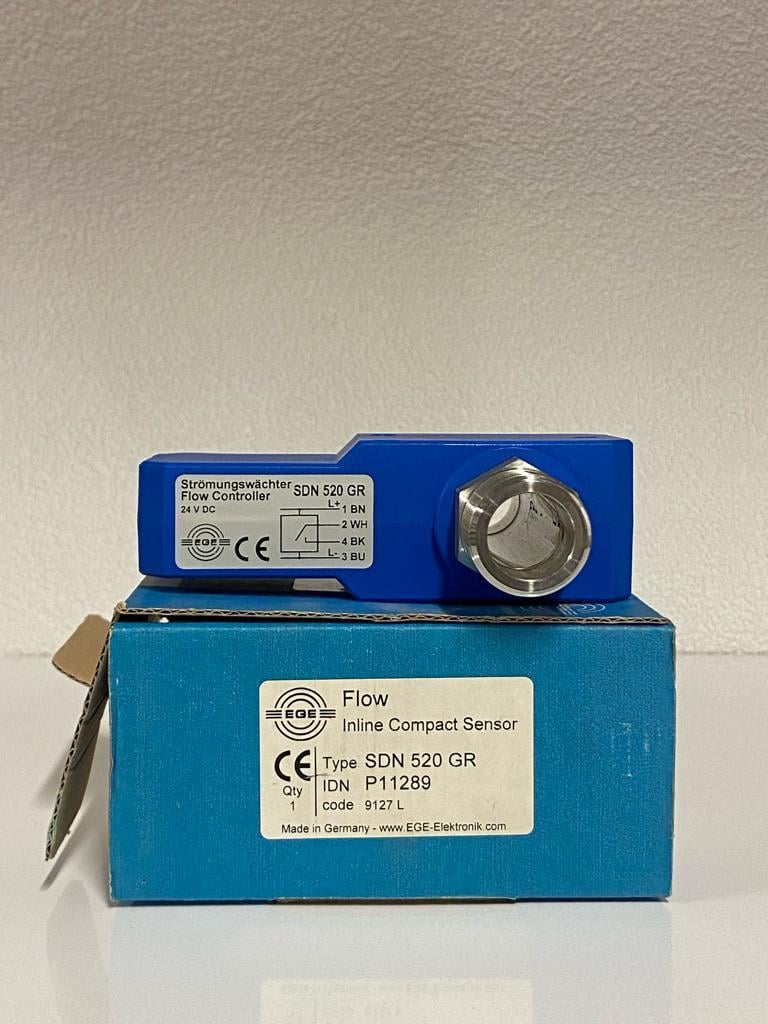 Strömungswächter
Flow Controller SDN 520 GR
24 V DC
L+ 1 BN
2 WH
4 BK
L- 3 BU
EGE CE
EGE Flow
Inline Compact Sensor
CE Type SDN 520 GR
Qty IDN P11289
1 code 9127 L
Made in Germany - www.EGE-Elektronik.com